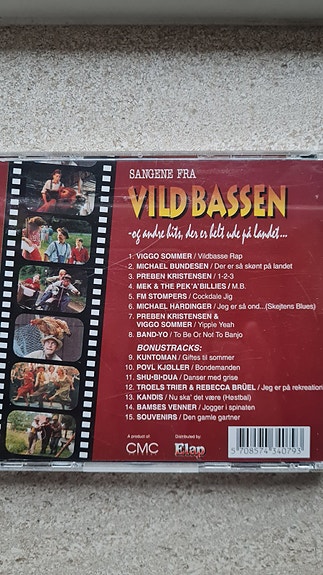 SANGENE FRA
VILDBASSEN
-og andre hits, der er helt ude på landet...
1. VIGGO SOMMER / Vildbasse Rap
2. MICHAEL BUNDESEN / Der er så skønt på landet
3. PREBEN KRISTENSEN / 1-2-3
4. MEK & THE PEK'A'BILLIES / M.B.
5. FM STOMPERS / Cockdale Jig
6. MICHAEL HARDINGER / Jeg er så ond...(Skejtens Blues)
7. PREBEN KRISTENSEN &
VIGGO SOMMER / Yippie Yeah
8. BAND-YO / To Be Or Not To Banjo
BONUSTRACKS:
9. KUNTOMAN / Giftes til sommer
10. POVL KJØLLER / Bondemanden
11. SHU-BI-DUA / Danser med grise
12. TROELS TRIER & REBECCA BRÜEL / Jeg er på rekreation
13. KANDIS / Nu ska' det være (Høstbal)
14. BAMSES VENNER / Jogger i spinaten
15. SOUVENIRS / Den gamle gartner
A product of:
CMC
Distributed by:
Elap
5 708574 340793